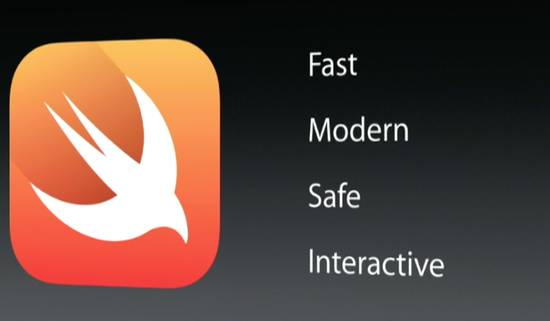 Fast
Modern
Safe
Interactive